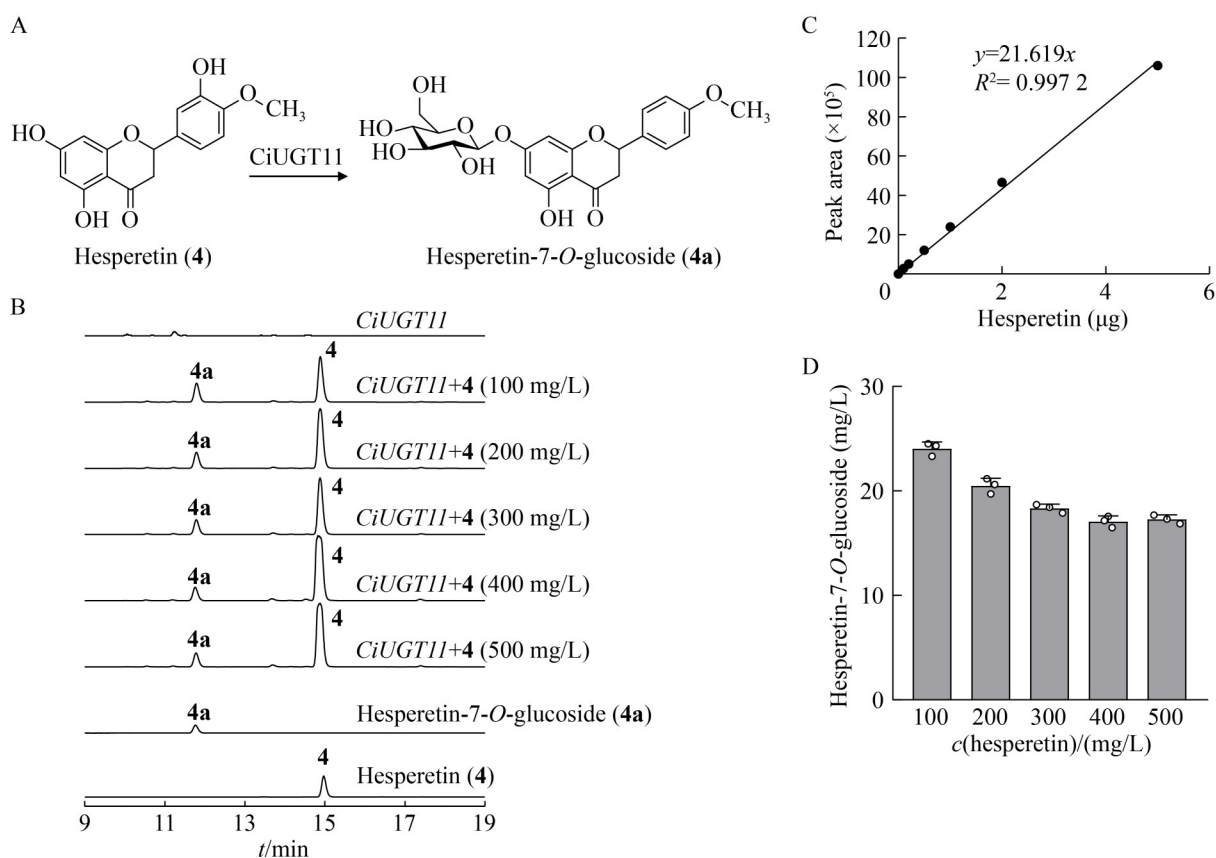 A
OH
O
CH3
HO
O
OH
O
Hesperetin (4)
CiUGT11
OH
HO
HO
OH
O
O
O
O
CH3
OH
O
Hesperetin-7-O-glucoside (4a)
B
CiUGT11
4a
4
CiUGT11+4 (100 mg/L)
4a
4
CiUGT11+4 (200 mg/L)
4a
4
CiUGT11+4 (300 mg/L)
4a
4
CiUGT11+4 (400 mg/L)
4a
4
CiUGT11+4 (500 mg/L)
4a
Hesperetin-7-O-glucoside (4a)
4
Hesperetin (4)
9 11 13 15 17 19
t/min
C
Peak area (×10⁵)
120
100
80
60
40
20
y=21.619x
R²= 0.997 2
0 2 4 6
Hesperetin (μg)
D
Hesperetin-7-O-glucoside (mg/L)
30
20
10
0
100 200 300 400 500
c(hesperetin)/(mg/L)